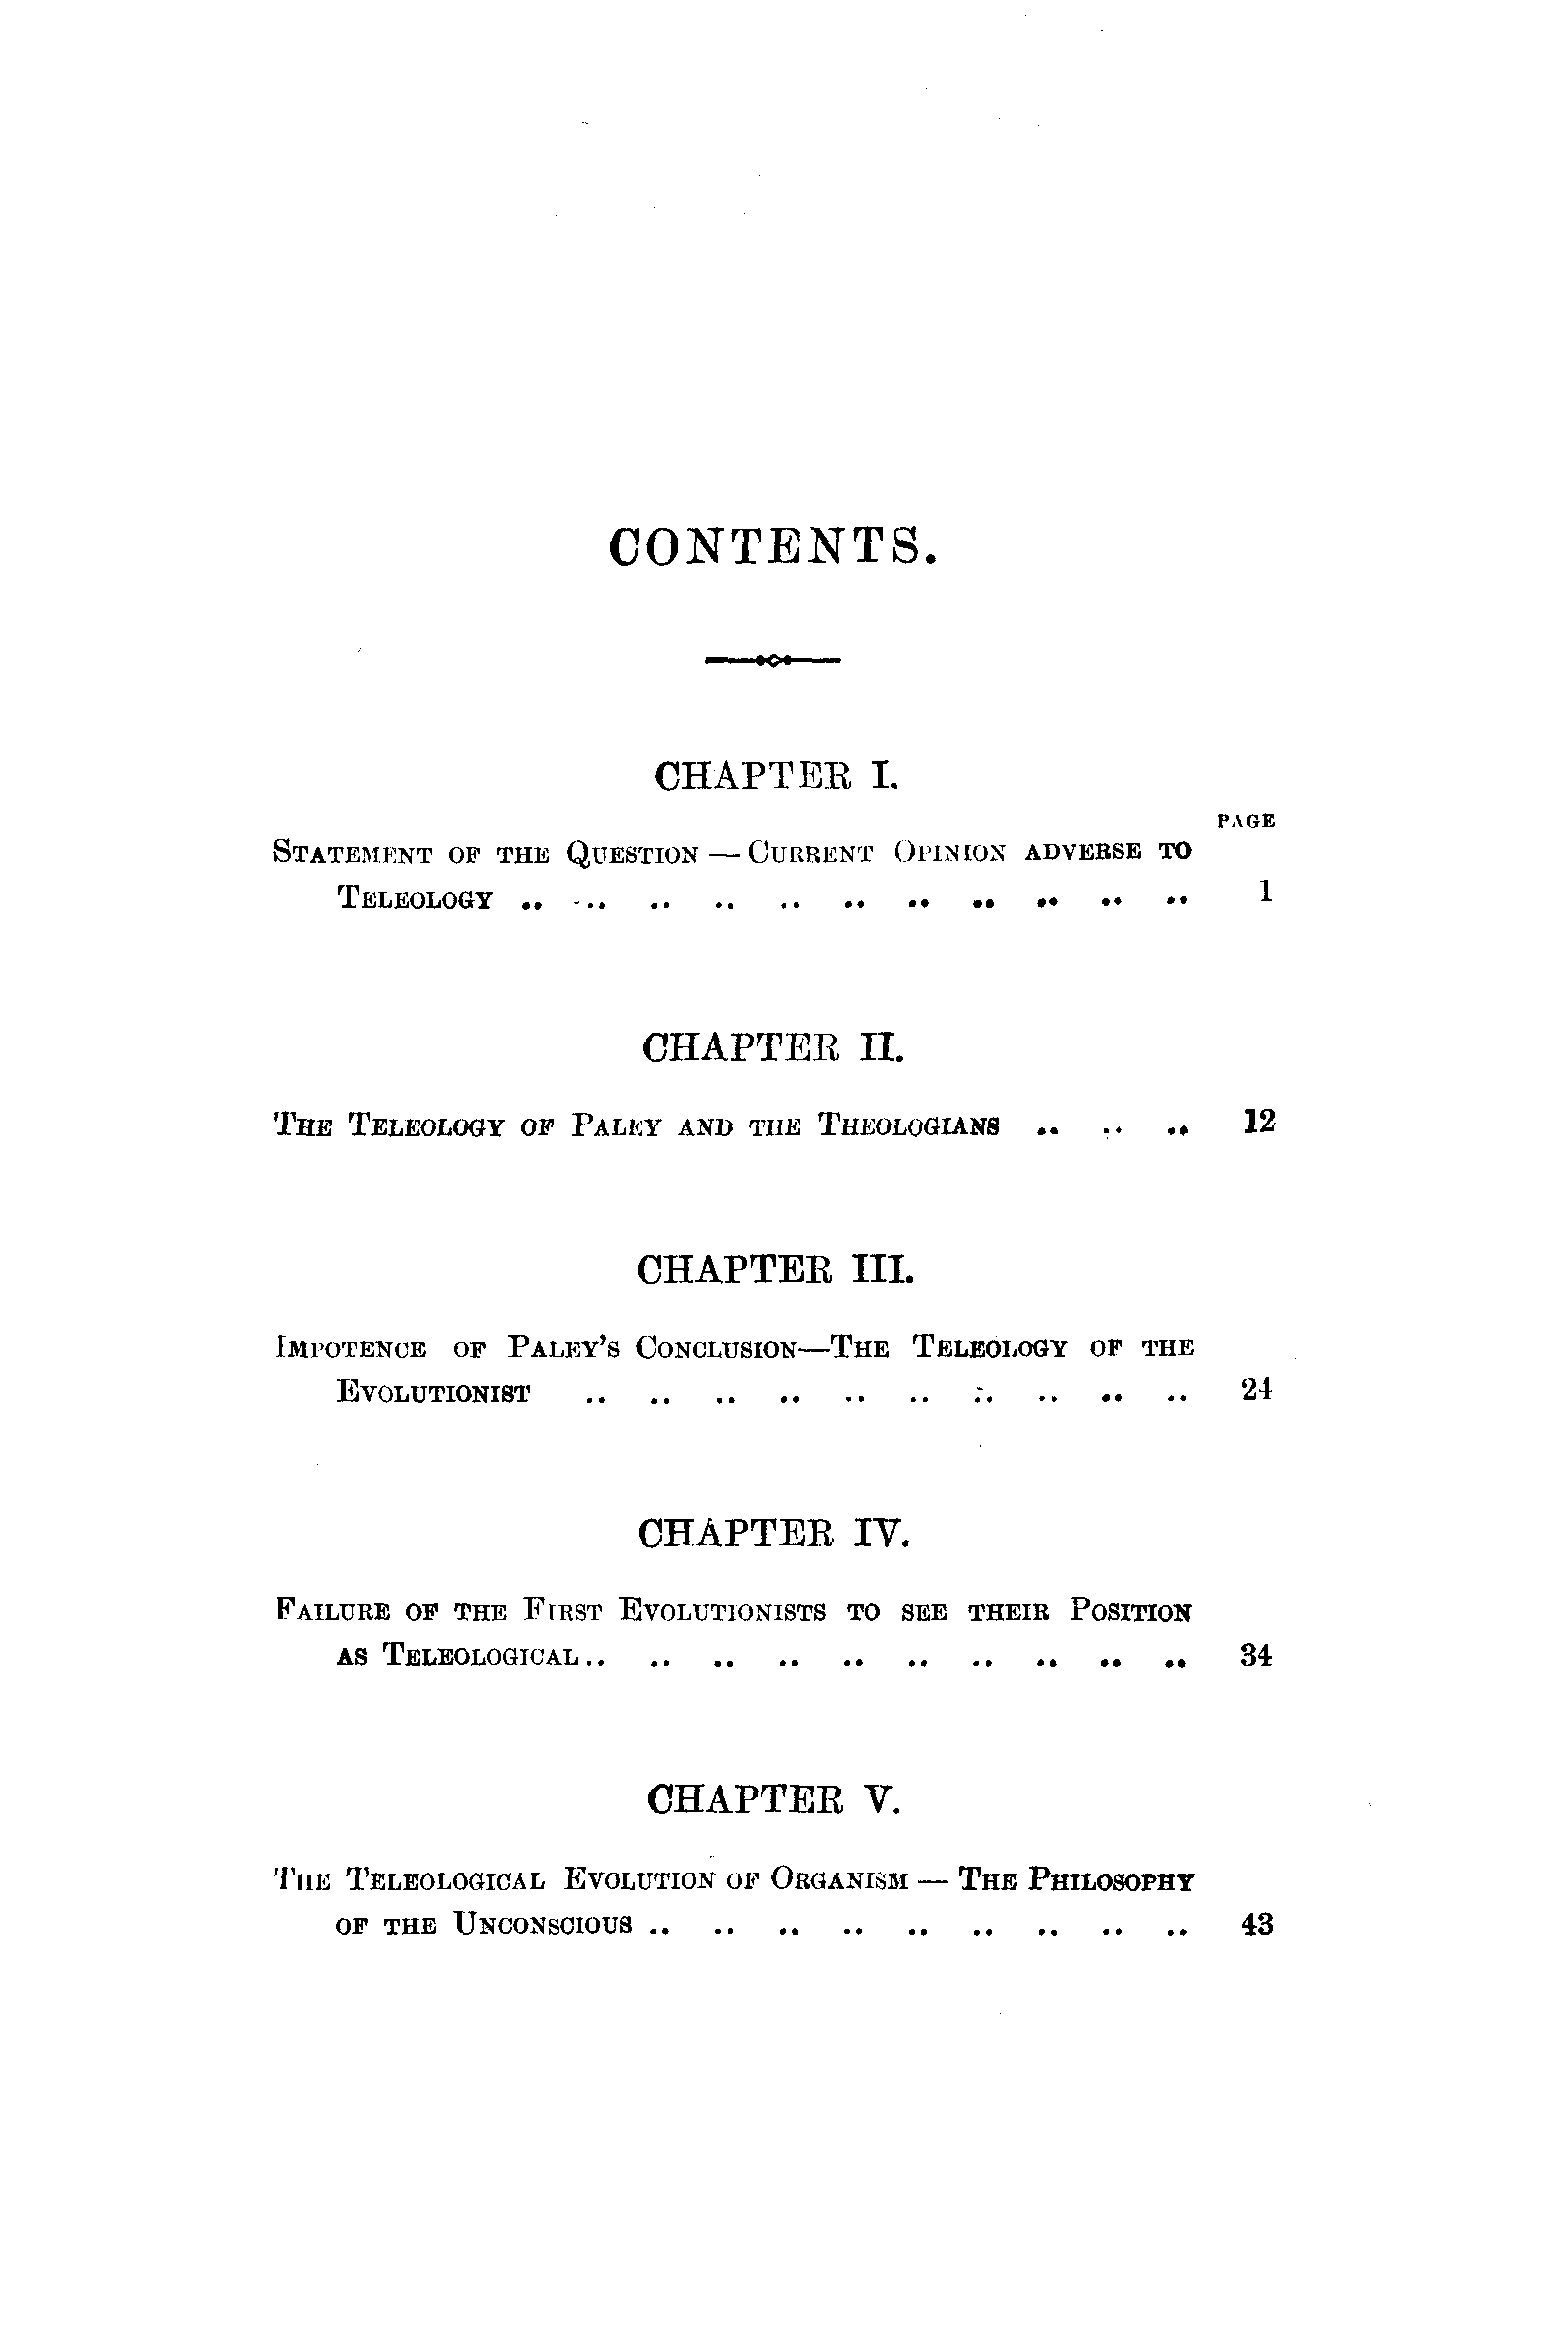 CONTENTS.
CHAPTER I.
PAGE
Statement of the Question — Current Opinion adverse to
Teleology .. .. .. .. .. .. .. .. .. .. .. 1
CHAPTER II.
The Teleology of Paley and the Theologians .. .. .. 12
CHAPTER III.
Impotence of Paley's Conclusion—The Teleology of the
Evolutionist .. .. .. .. .. .. .. .. .. .. 24
CHAPTER IV.
Failure of the First Evolutionists to see their Position
as Teleological .. .. .. .. .. .. .. .. .. .. 34
CHAPTER V.
The Teleological Evolution of Organism — The Philosophy
of the Unconscious .. .. .. .. .. .. .. .. .. 43